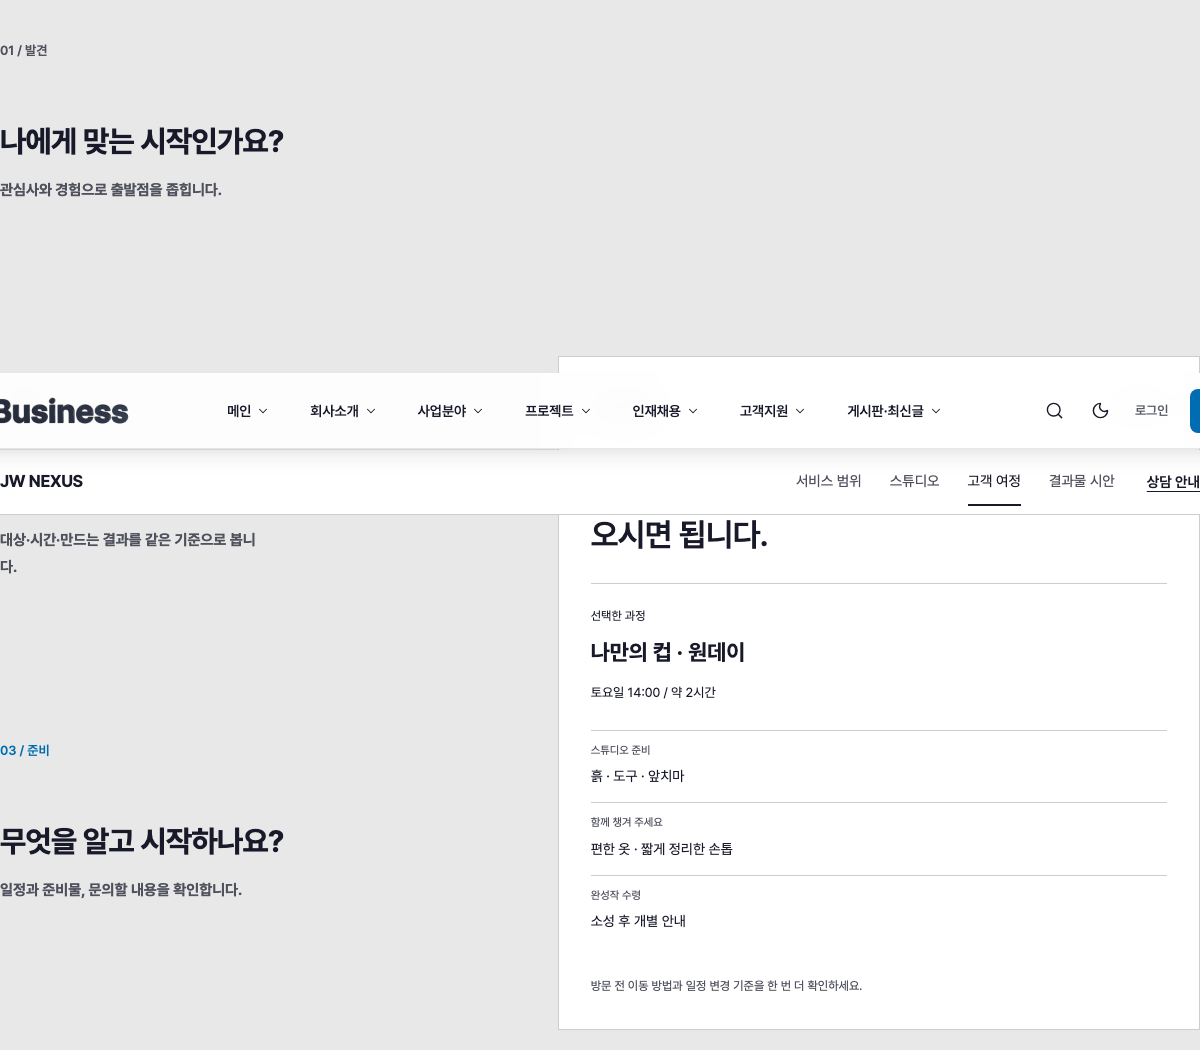 01 / 발견
나에게 맞는 시작인가요?
관심사와 경험으로 출발점을 좁힙니다.
Business
메인
회사소개
사업분야
프로젝트
인재채용
고객지원
게시판·최신글
로그인
JW NEXUS
서비스 범위
스튜디오
고객 여정
결과물 시안
상담 안내
대상·시간·만드는 결과를 같은 기준으로 봅니
다.
03 / 준비
무엇을 알고 시작하나요?
일정과 준비물, 문의할 내용을 확인합니다.
오시면 됩니다.
선택한 과정
나만의 컵 · 원데이
토요일 14:00 / 약 2시간
스튜디오 준비
흙 · 도구 · 앞치마
함께 챙겨 주세요
편한 옷 · 짧게 정리한 손톱
완성작 수령
소성 후 개별 안내
방문 전 이동 방법과 일정 변경 기준을 한 번 더 확인하세요.